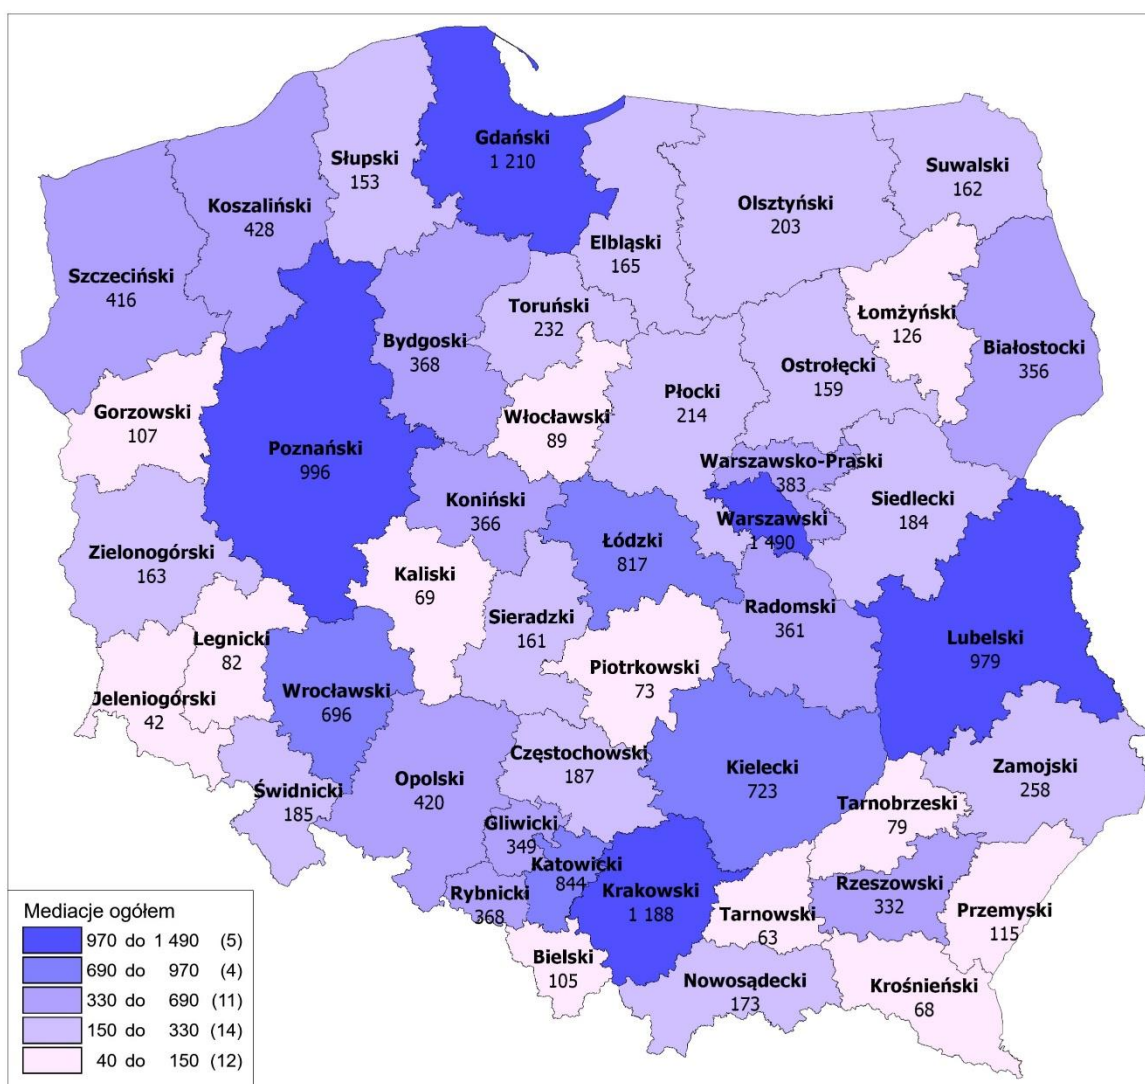 Gdański
1 210
Słupski
153
Suwalski
162
Koszaliński
428
Olsztyński
203
Elbląski
165
Szczeciński
416
Toruński
232
Łomżyński
126
Bydgoski
368
Białostocki
356
Ostrołęcki
159
Płocki
214
Gorzowski
107
Włocławski
89
Poznański
996
Warszawsko-Praski
383
Siedlecki
184
Koniński
366
Warszawski
1 490
Łódzki
817
Zielonogórski
163
Kaliski
69
Radomski
361
Sieradzki
161
Legnicki
82
Lubelski
979
Piotrkowski
73
Wrocławski
696
Jeleniogórski
42
Częstochowski
187
Kielecki
723
Zamojski
258
Opolski
420
Świdnicki
185
Tarnobrzeski
79
Gliwicki
349
Katowicki
844
Rybnicki
368
Krakowski
1 188
Rzeszowski
332
Tarnowski
63
Przemyski
115
Bielski
105
Nowosądecki
173
Krośnieński
68
Mediacje ogółem
970 do 1 490 (5)
690 do 970 (4)
330 do 690 (11)
150 do 330 (14)
40 do 150 (12)